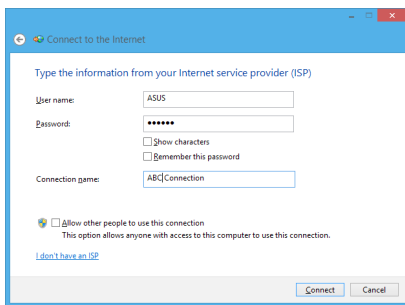 Connect to the Internet
Type the information from your Internet service provider (ISP)
User name:
ASUS
Password:
••••••
Show characters
Remember this password
Connection name:
ABC Connection
Allow other people to use this connection
This option allows anyone with access to this computer to use this connection.
I don't have an ISP
Connect
Cancel